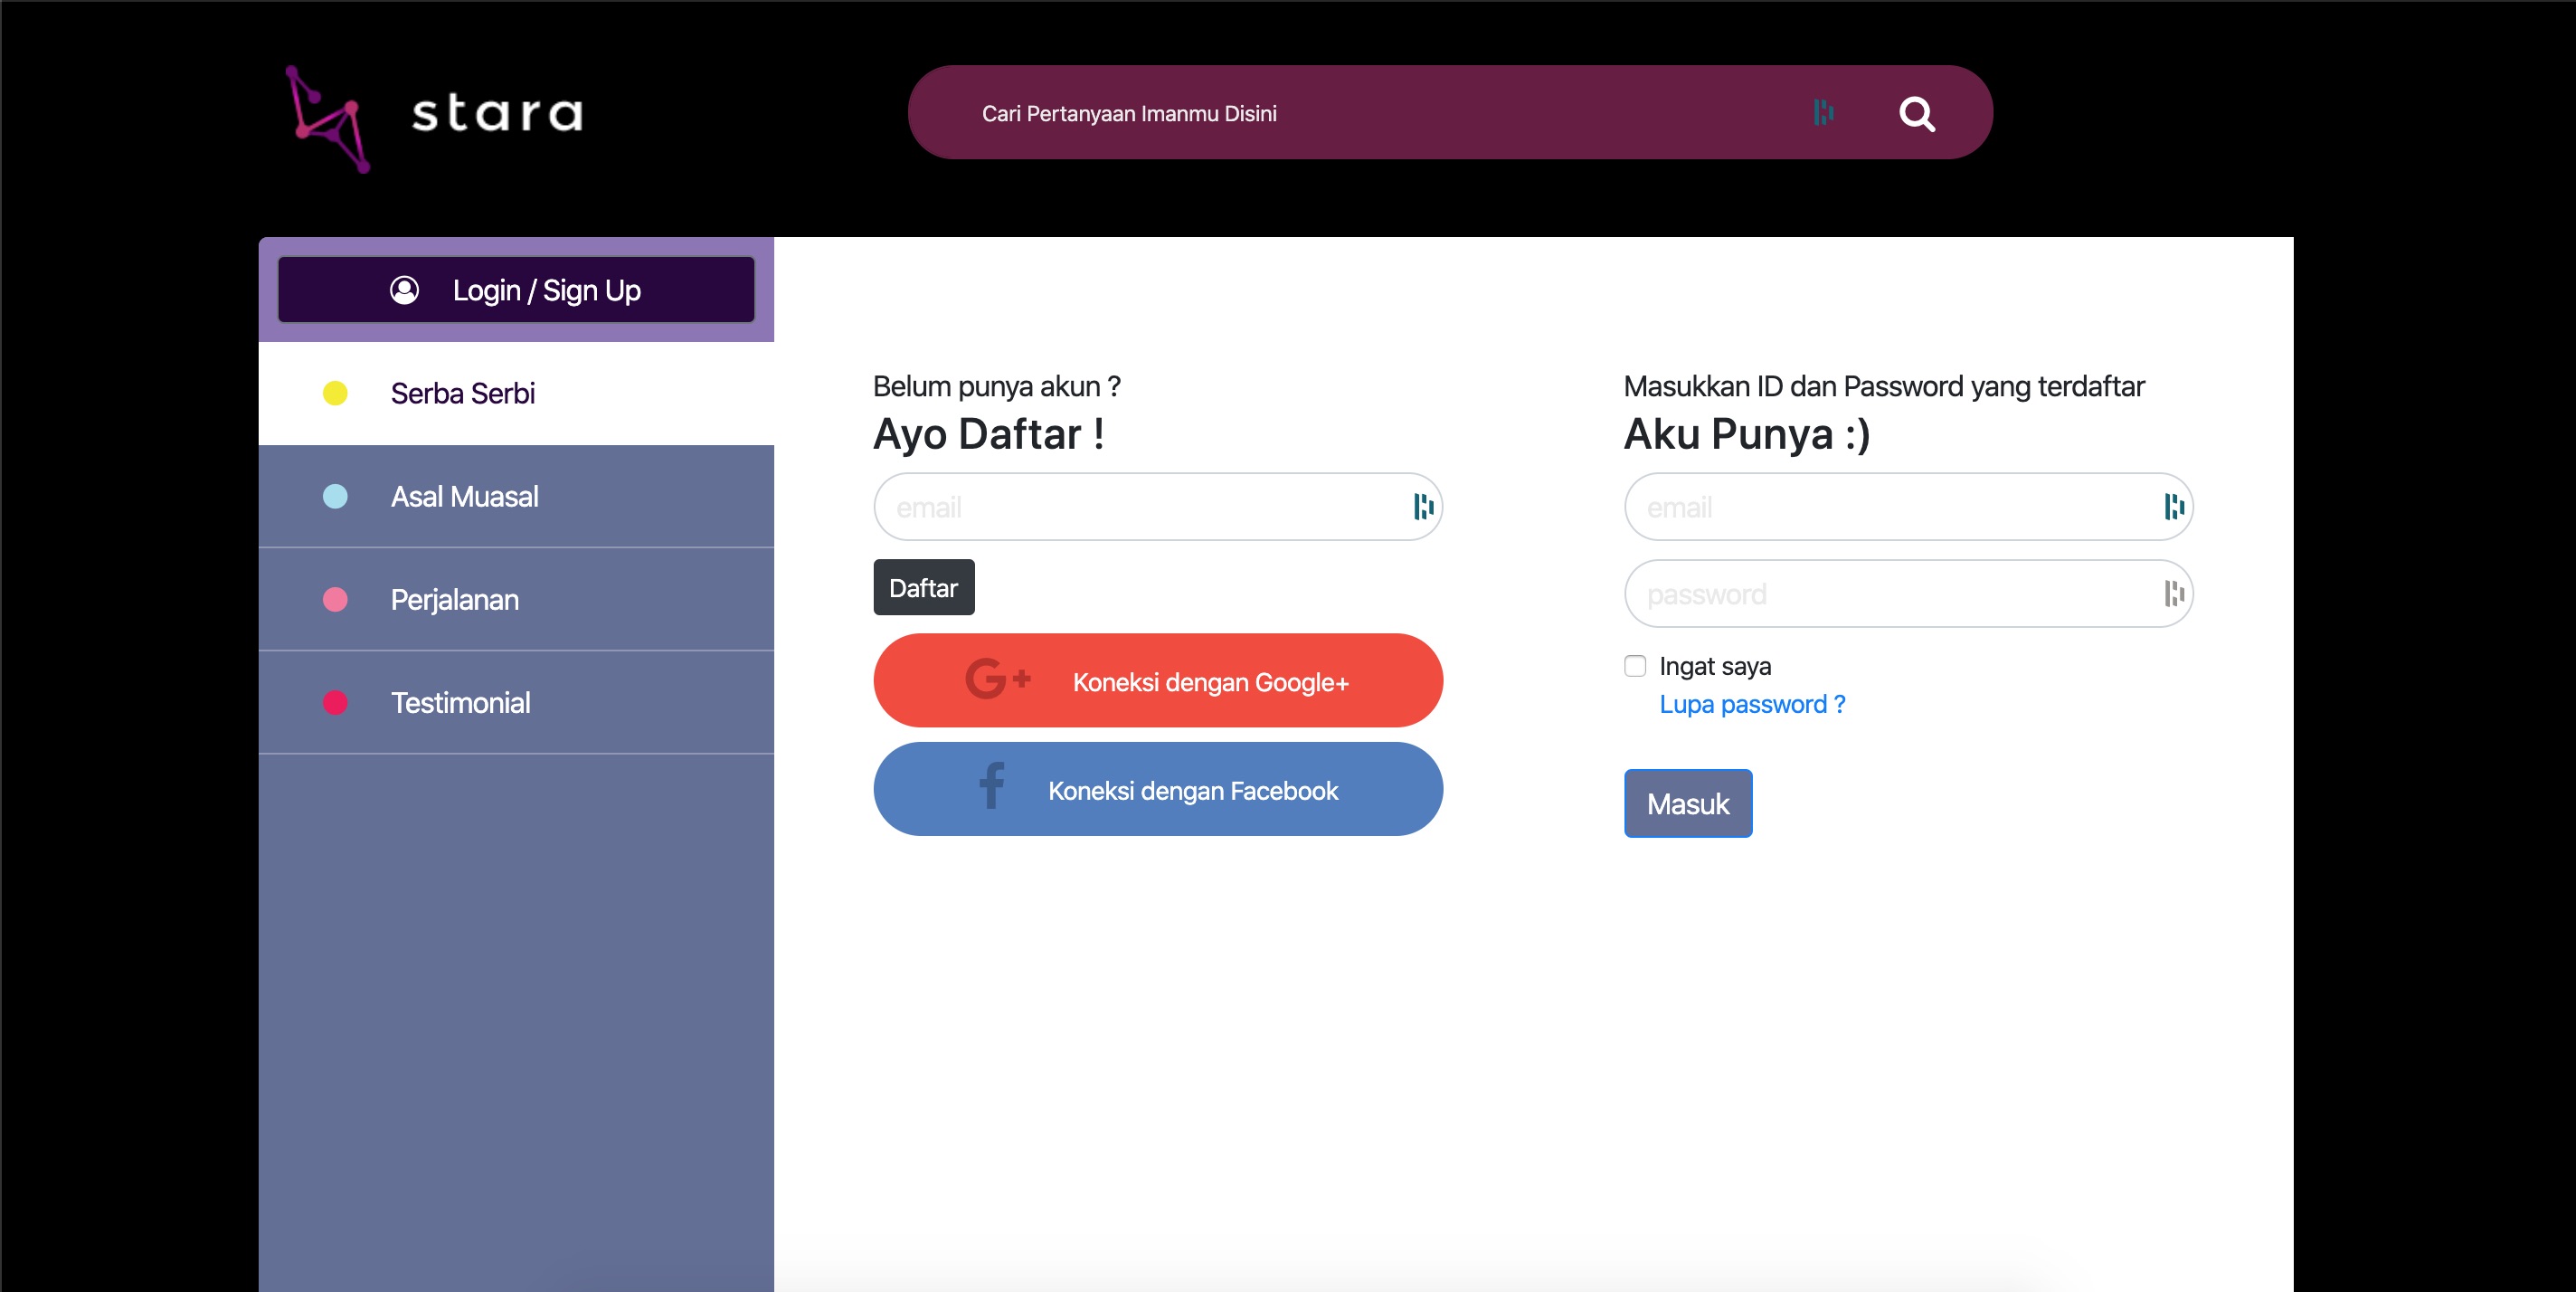 stara
Cari Pertanyaan Imanmu Disini
Login / Sign Up
Serba Serbi
Asal Muasal
Perjalanan
Testimonial
Belum punya akun ?
Ayo Daftar !
email
Daftar
G+ Koneksi dengan Google+
f Koneksi dengan Facebook
Masukkan ID dan Password yang terdaftar
Aku Punya :)
email
password
Ingat saya
Lupa password ?
Masuk